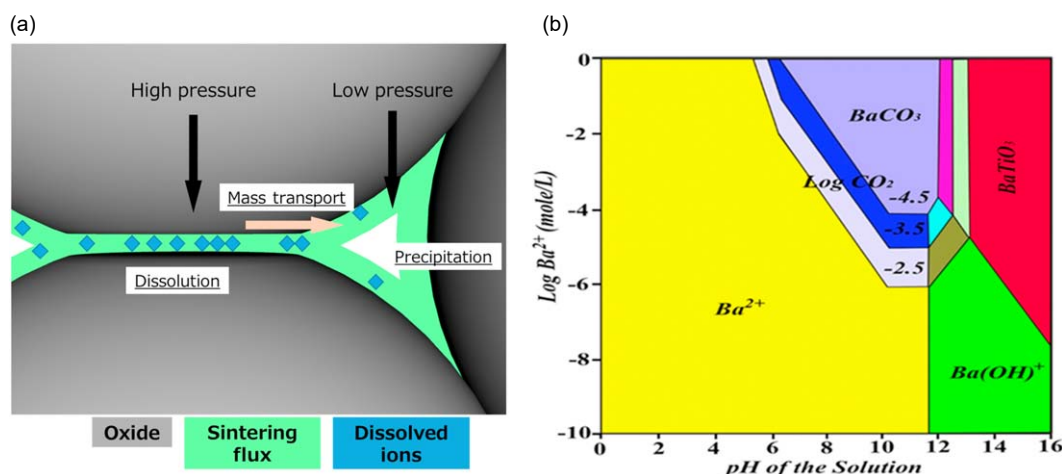 (a)
High pressure
Low pressure
Mass transport
Precipitation
Dissolution
Oxide
Sintering flux
Dissolved ions
(b)
Log Ba²⁺ (mole/L)
0
-2
-4
-6
-8
-10
BaCO₃
Log CO₂
-4.5
-3.5
-2.5
Ba²⁺
BaTiO₃
Ba(OH)⁺
0 2 4 6 8 10 12 14 16
pH of the Solution